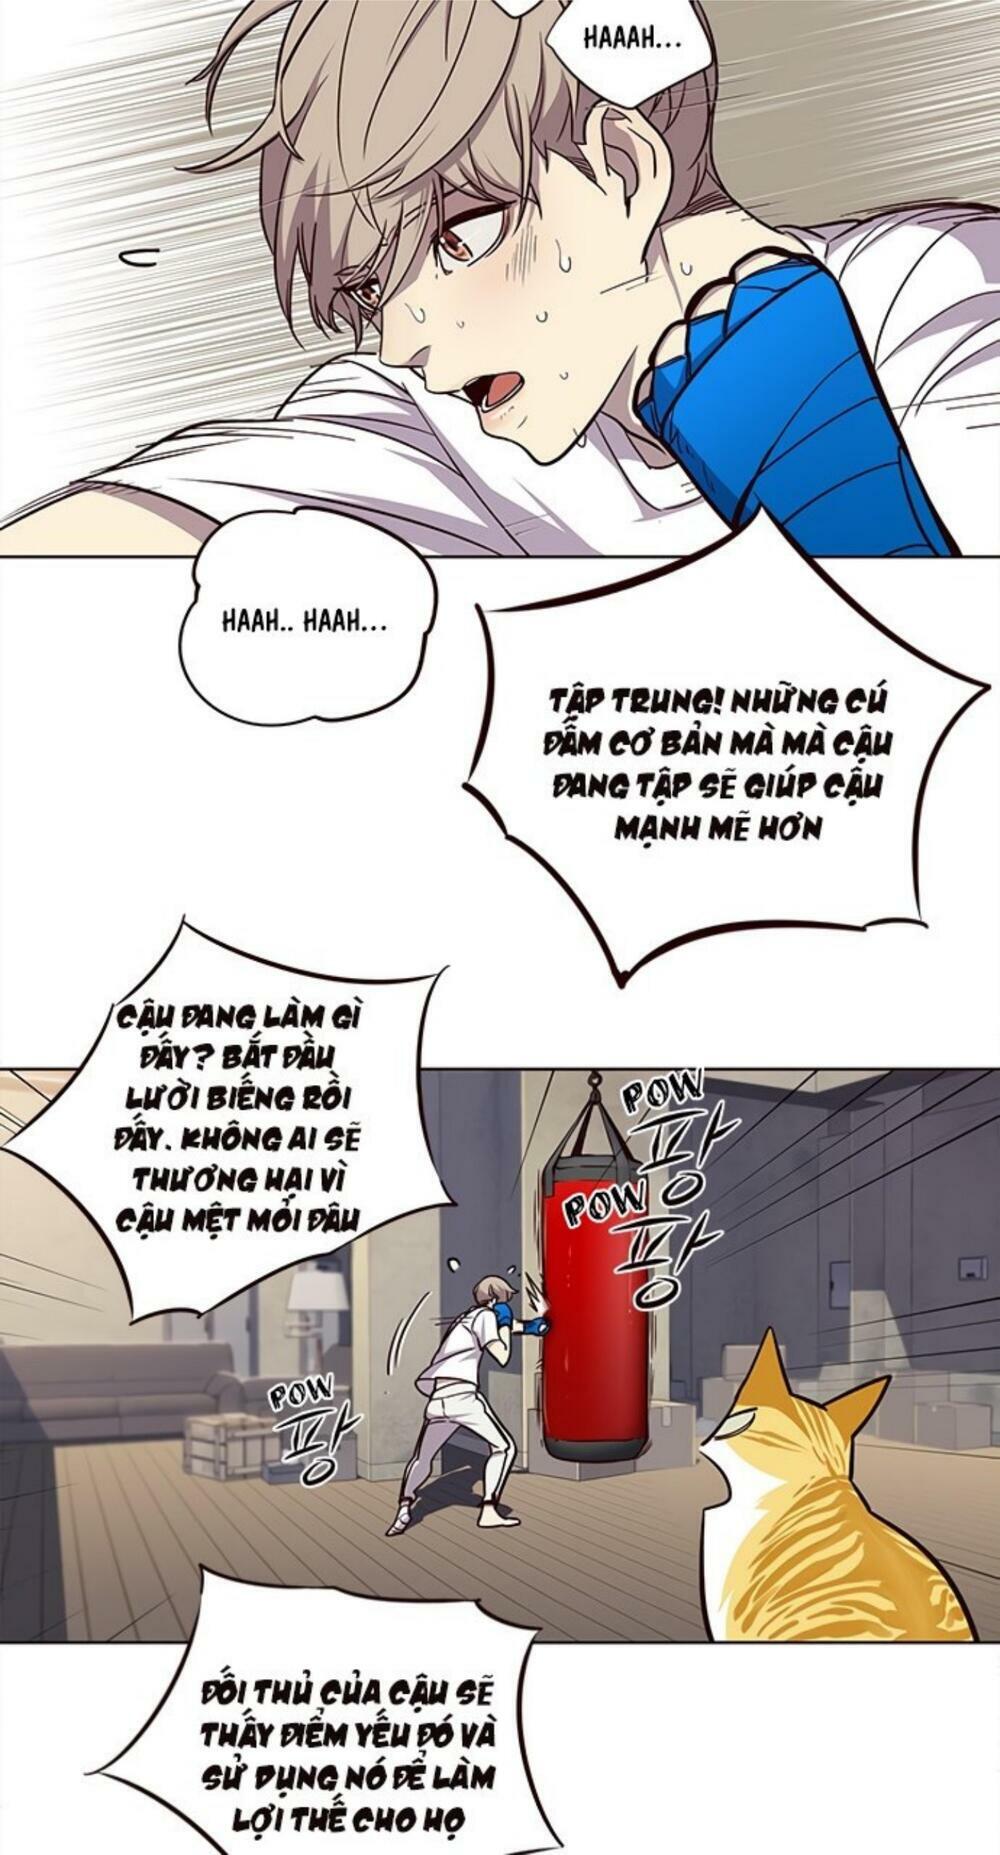 HAAAH...
HAAH.. HAAH...
TẬP TRUNG! NHỮNG CÚ
ĐẤM CƠ BẢN MÀ MÀ CẬU
ĐANG TẬP SẼ GIÚP CẬU
MẠNH MẼ HƠN
CẬU ĐANG LÀM GÌ
ĐẤY? BẮT ĐẦU
LƯỜI BIẾNG RỒI
ĐẤY. KHÔNG AI SẼ
THƯƠNG HẠI VÌ
CẬU MỆT MỎI ĐÂU
POW
팡
POW
팡
POW
팡
ĐỐI THỦ CỦA CẬU SẼ
THẤY ĐIỂM YẾU ĐÓ VÀ
SỬ DỤNG NÓ ĐỂ LÀM
LỢI THẾ CHO HỌ